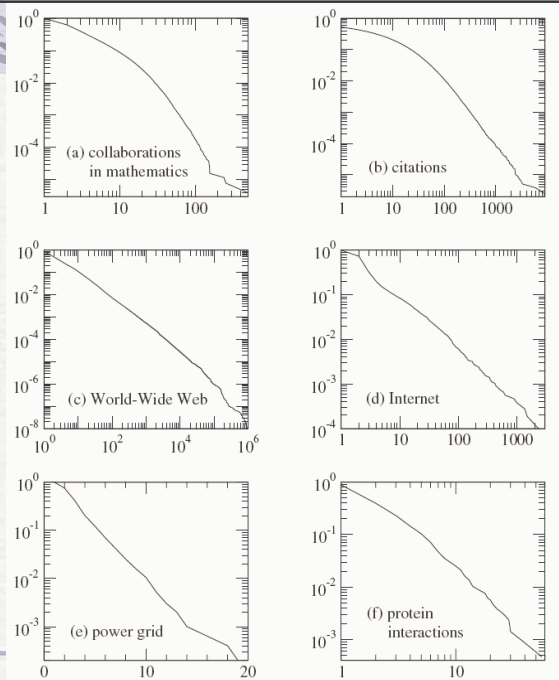 10^0
10^-2
10^-4
(a) collaborations
in mathematics
1 10 100
10^0
10^-2
10^-4
(b) citations
1 10 100 1000
10^0
10^-2
10^-4
10^-6
10^-8
(c) World-Wide Web
10^0 10^2 10^4 10^6
10^0
10^-1
10^-2
10^-3
10^-4
(d) Internet
1 10 100 1000
10^0
10^-1
10^-2
10^-3
(e) power grid
0 10 20
10^0
10^-1
10^-2
10^-3
(f) protein
interactions
1 10